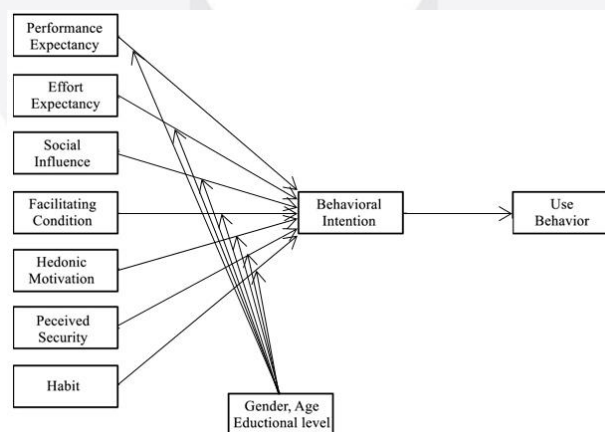 Performance
Expectancy
Effort
Expectancy
Social
Influence
Facilitating
Condition
Hedonic
Motivation
Peceived
Security
Habit
Behavioral
Intention
Use
Behavior
Gender, Age
Eductional level